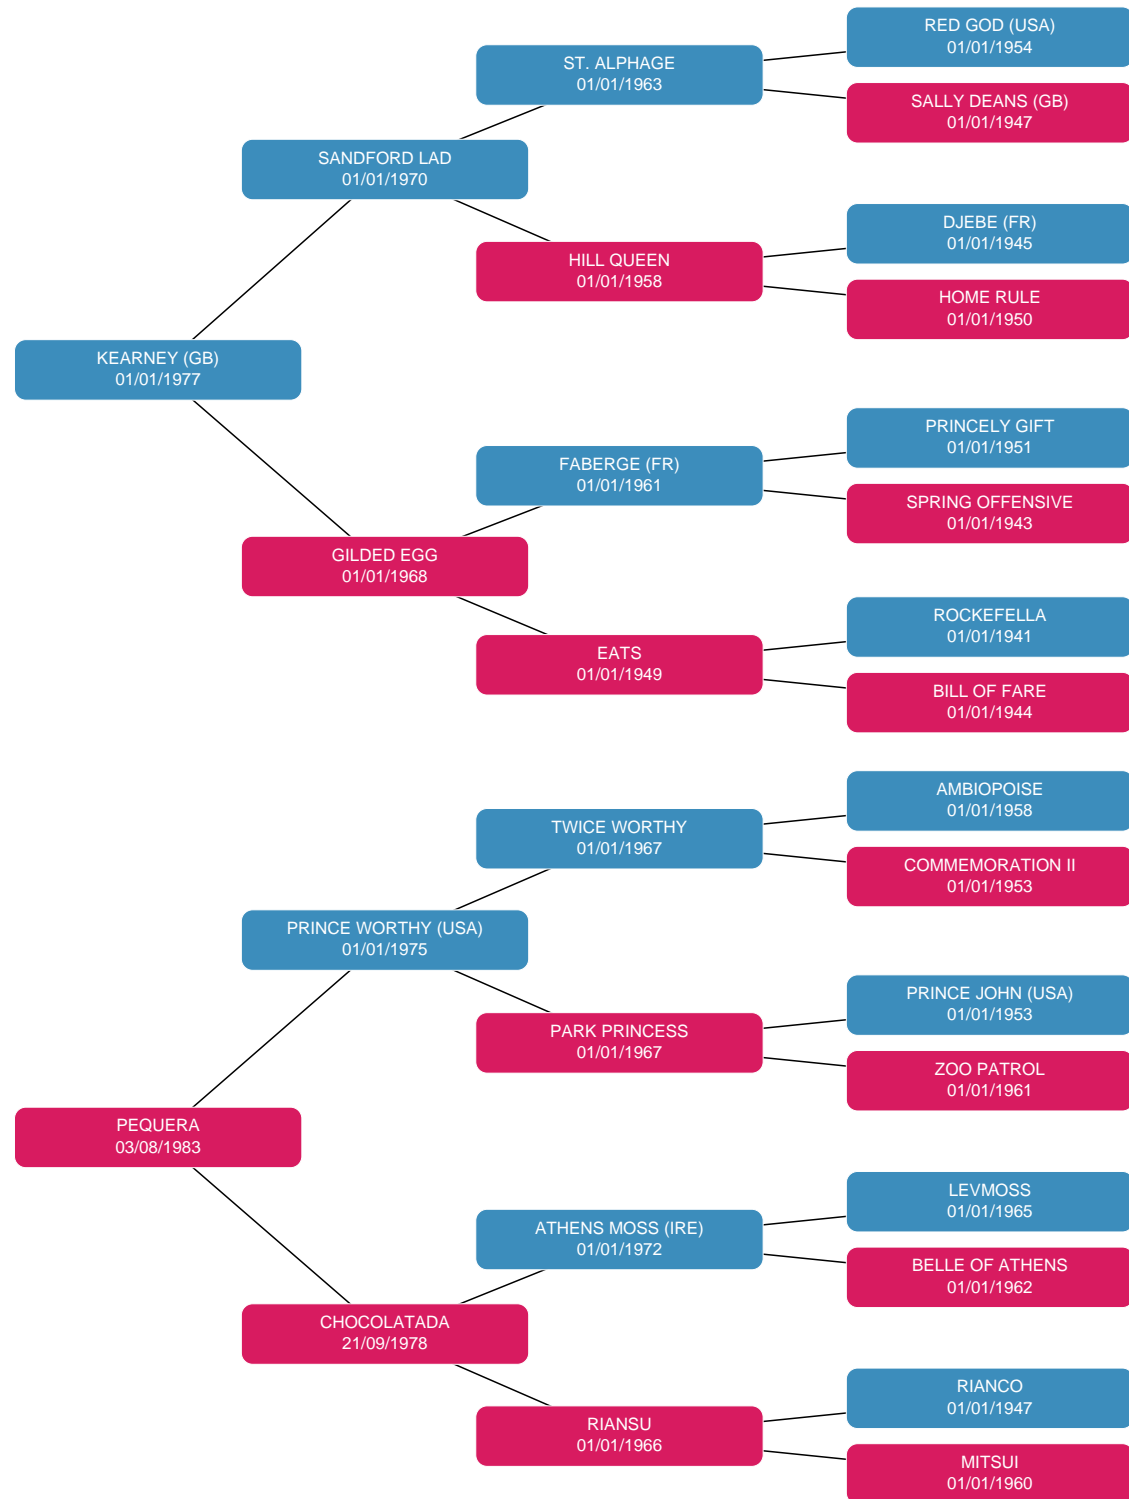 RED GOD (USA)
01/01/1954
ST. ALPHAGE
01/01/1963
SALLY DEANS (GB)
01/01/1947
SANDFORD LAD
01/01/1970
DJEBE (FR)
01/01/1945
HILL QUEEN
01/01/1958
HOME RULE
01/01/1950
KEARNEY (GB)
01/01/1977
PRINCELY GIFT
01/01/1951
FABERGE (FR)
01/01/1961
SPRING OFFENSIVE
01/01/1943
GILDED EGG
01/01/1968
ROCKEFELLA
01/01/1941
EATS
01/01/1949
BILL OF FARE
01/01/1944
AMBIOPOISE
01/01/1958
TWICE WORTHY
01/01/1967
COMMEMORATION II
01/01/1953
PRINCE WORTHY (USA)
01/01/1975
PRINCE JOHN (USA)
01/01/1953
PARK PRINCESS
01/01/1967
ZOO PATROL
01/01/1961
PEQUERA
03/08/1983
LEVMOSS
01/01/1965
ATHENS MOSS (IRE)
01/01/1972
BELLE OF ATHENS
01/01/1962
CHOCOLATADA
21/09/1978
RIANCO
01/01/1947
RIANSU
01/01/1966
MITSUI
01/01/1960